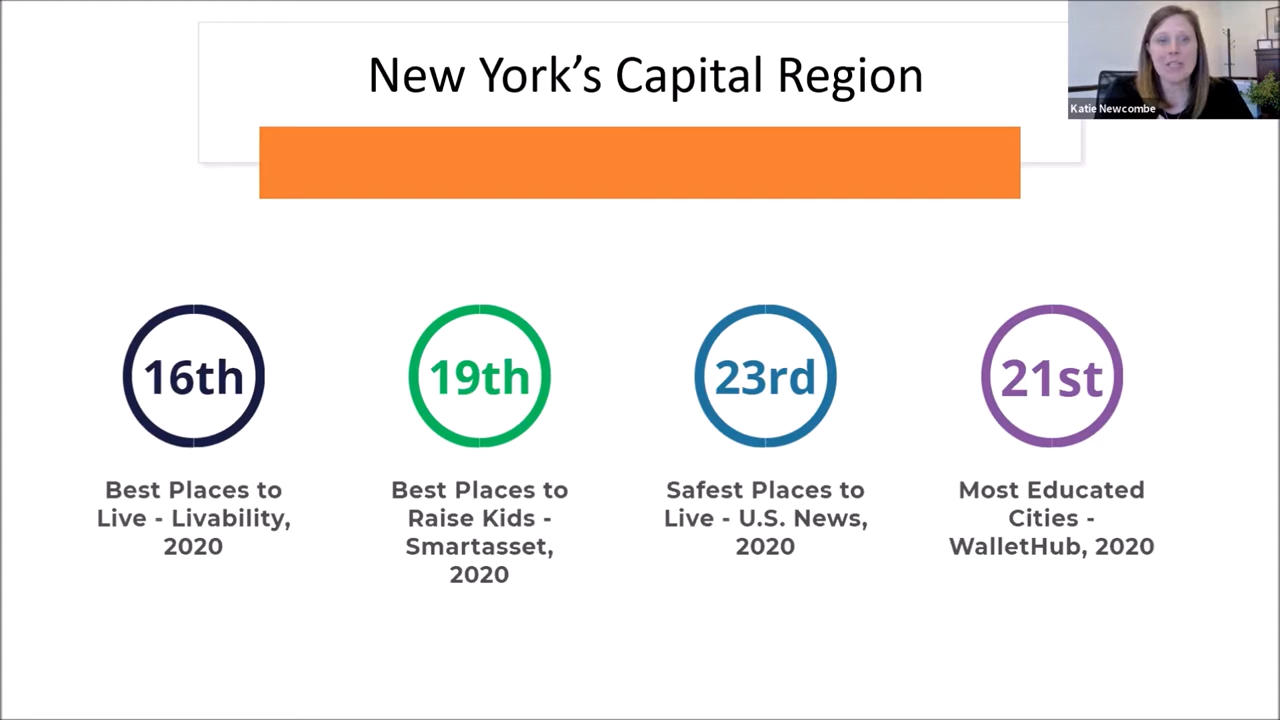 New York’s Capital Region
Katie Newcombe
16th
Best Places to
Live - Livability,
2020
19th
Best Places to
Raise Kids -
Smartasset,
2020
23rd
Safest Places to
Live - U.S. News,
2020
21st
Most Educated
Cities -
WalletHub, 2020